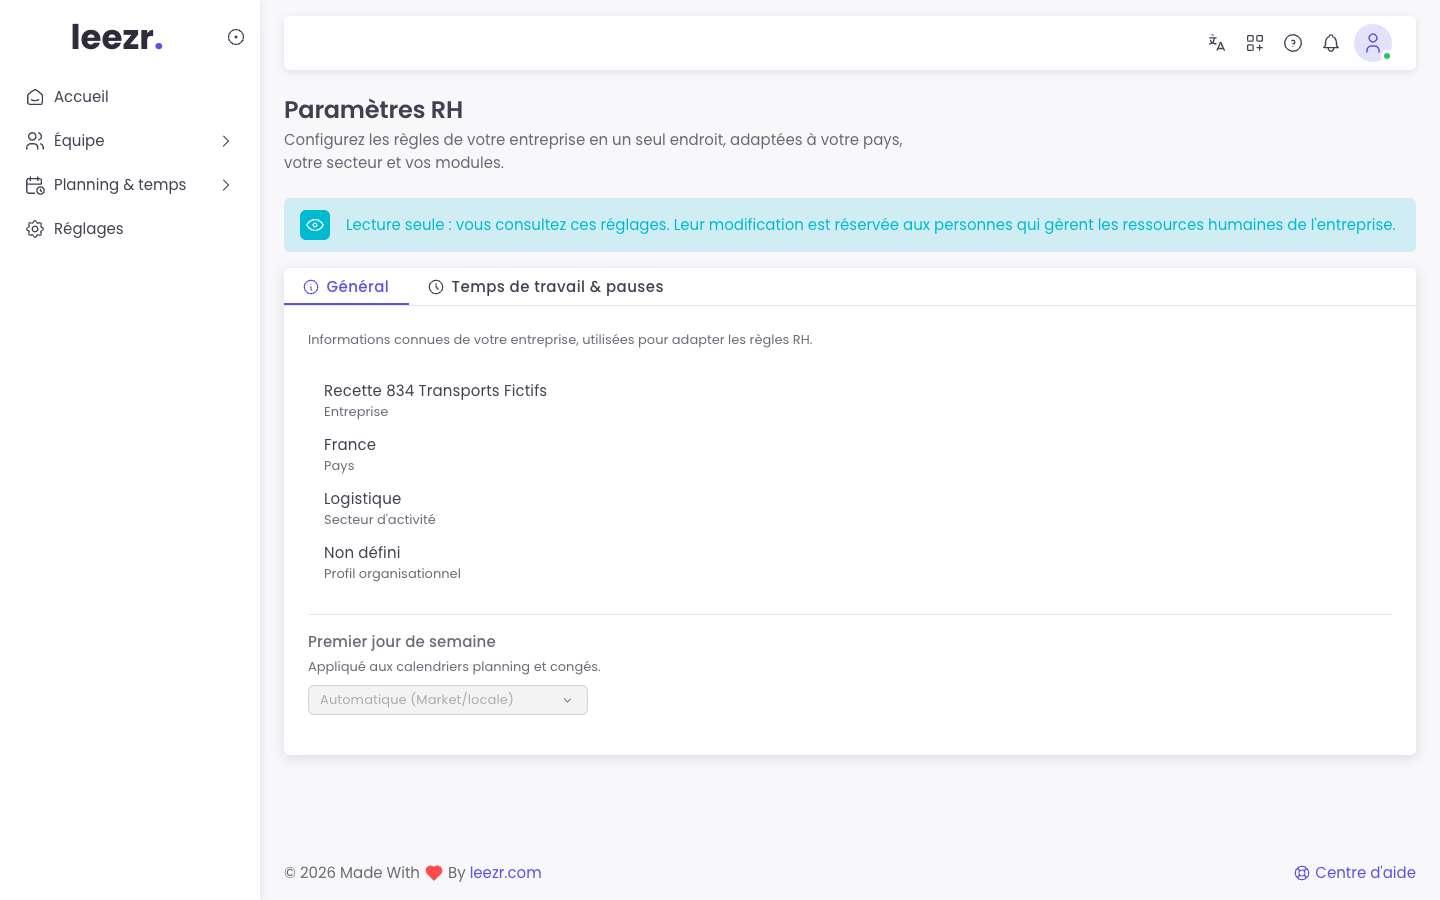 leezr.
Accueil
Équipe
Planning & temps
Réglages
Paramètres RH
Configurez les règles de votre entreprise en un seul endroit, adaptées à votre pays,
votre secteur et vos modules.
Lecture seule : vous consultez ces réglages. Leur modification est réservée aux personnes qui gèrent les ressources humaines de l'entreprise.
Général
Temps de travail & pauses
Informations connues de votre entreprise, utilisées pour adapter les règles RH.
Recette 834 Transports Fictifs
Entreprise
France
Pays
Logistique
Secteur d'activité
Non défini
Profil organisationnel
Premier jour de semaine
Appliqué aux calendriers planning et congés.
Automatique (Market/locale)
© 2026 Made With By leezr.com
Centre d'aide